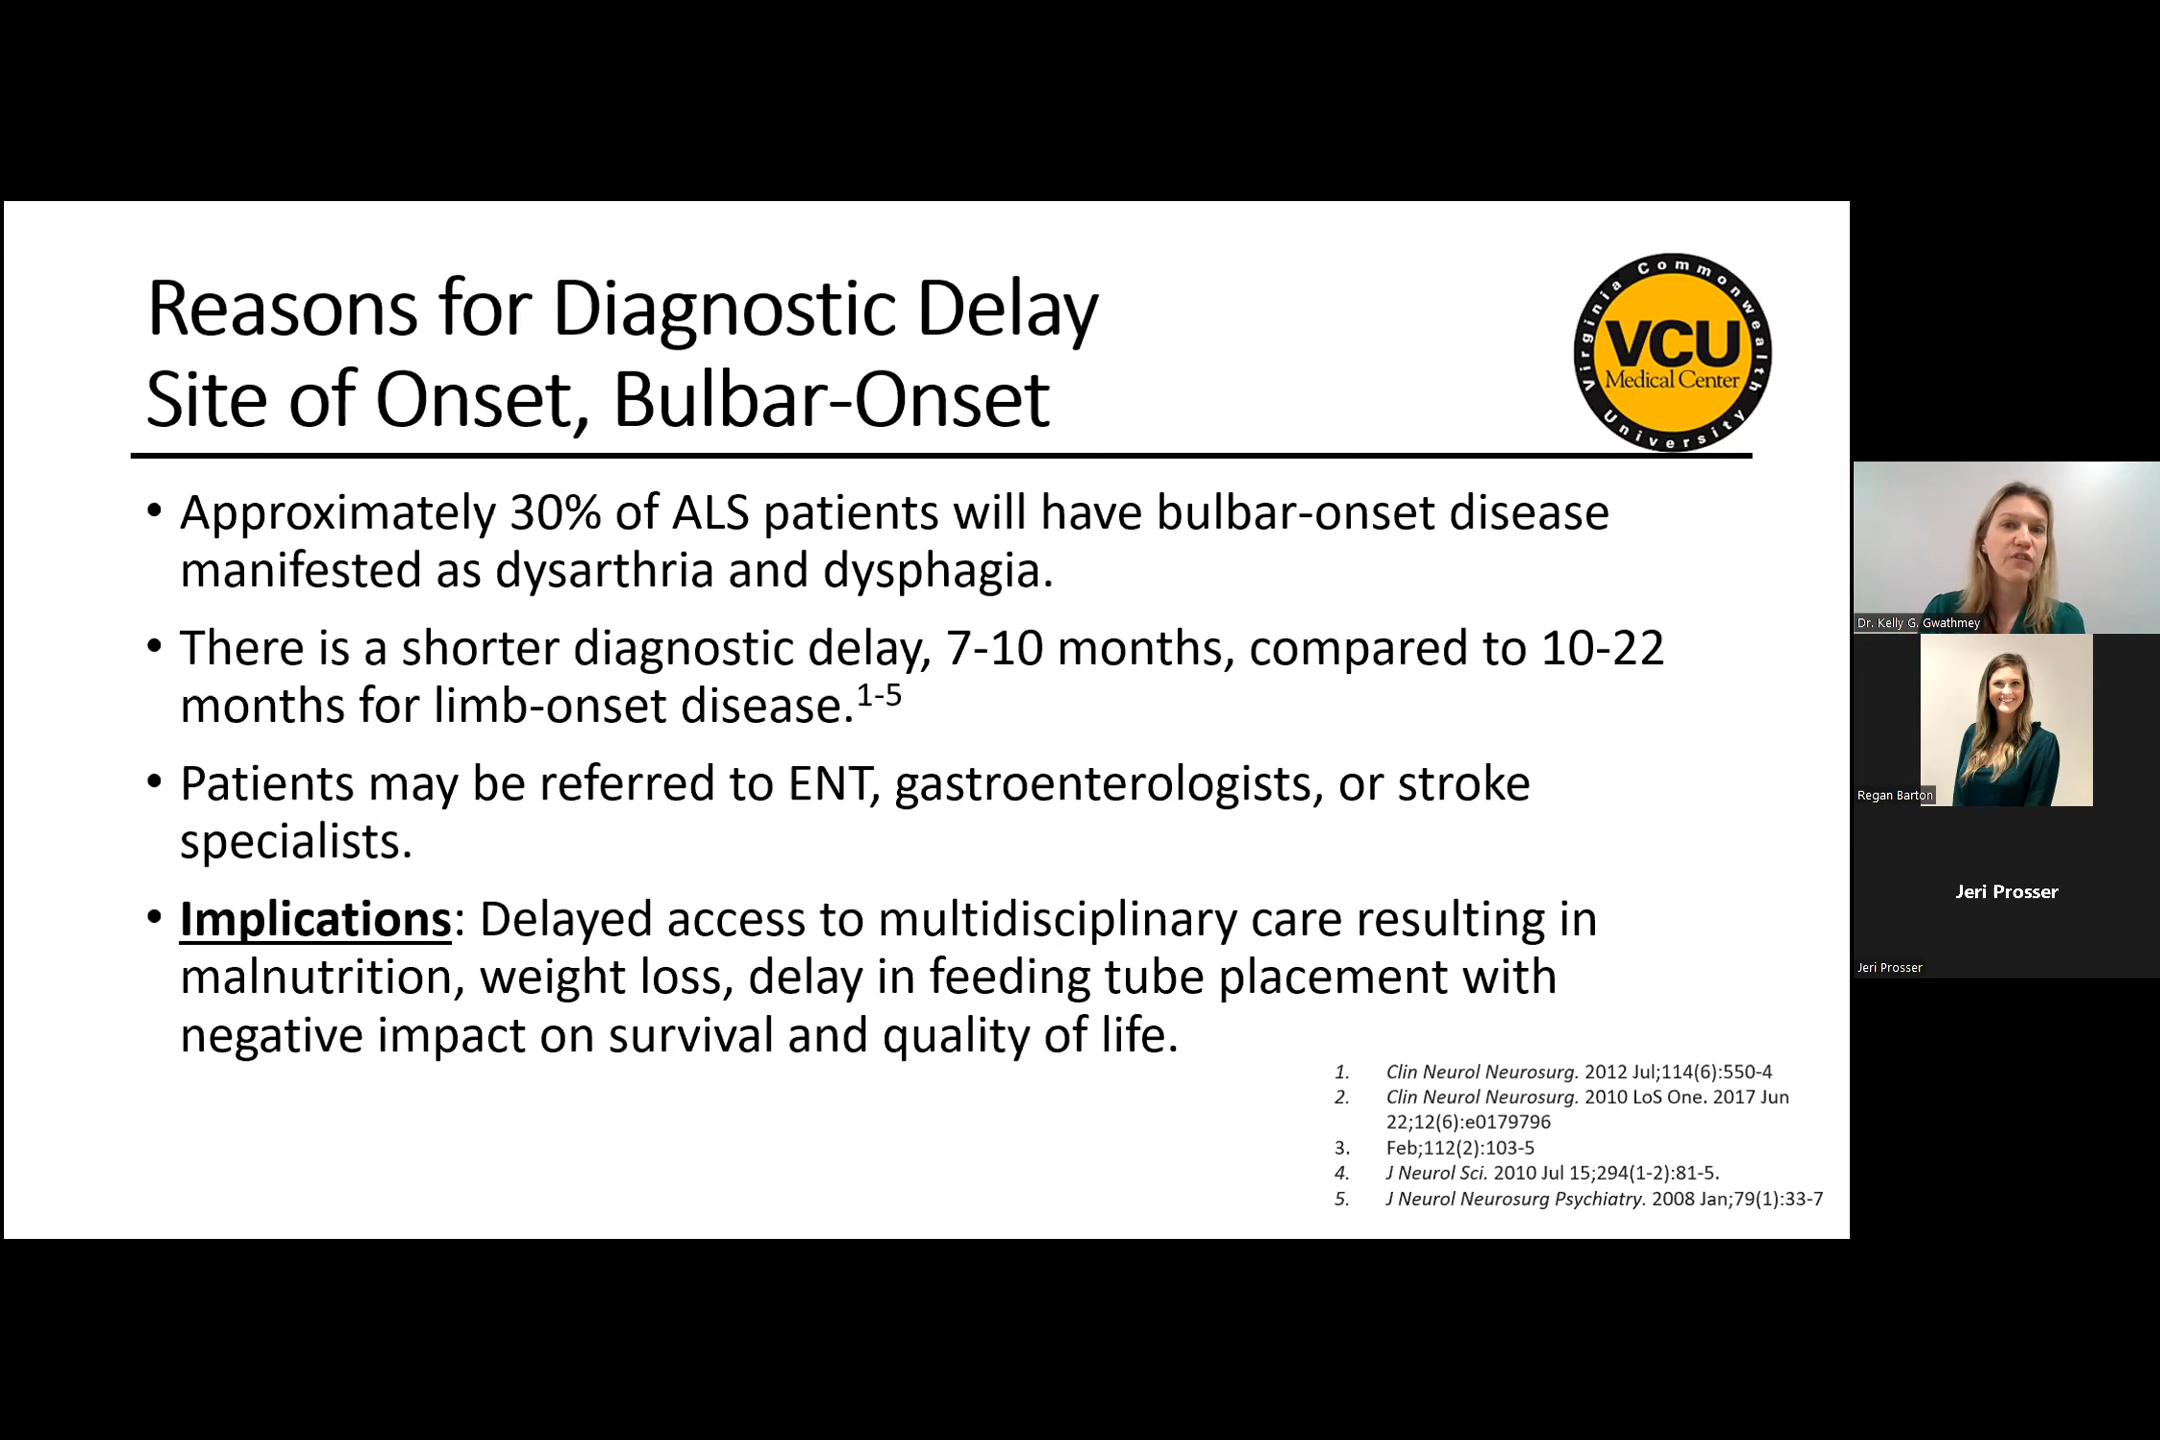 Reasons for Diagnostic Delay
Site of Onset, Bulbar-Onset
Virginia Commonwealth University
VCU
Medical Center
• Approximately 30% of ALS patients will have bulbar-onset disease
manifested as dysarthria and dysphagia.
• There is a shorter diagnostic delay, 7-10 months, compared to 10-22
months for limb-onset disease.1-5
• Patients may be referred to ENT, gastroenterologists, or stroke
specialists.
• Implications: Delayed access to multidisciplinary care resulting in
malnutrition, weight loss, delay in feeding tube placement with
negative impact on survival and quality of life.
1. Clin Neurol Neurosurg. 2012 Jul;114(6):550-4
2. Clin Neurol Neurosurg. 2010 LoS One. 2017 Jun
22;12(6):e0179796
3. Feb;112(2):103-5
4. J Neurol Sci. 2010 Jul 15;294(1-2):81-5.
5. J Neurol Neurosurg Psychiatry. 2008 Jan;79(1):33-7
Dr. Kelly G. Gwathmey
Regan Barton
Jeri Prosser
Jeri Prosser